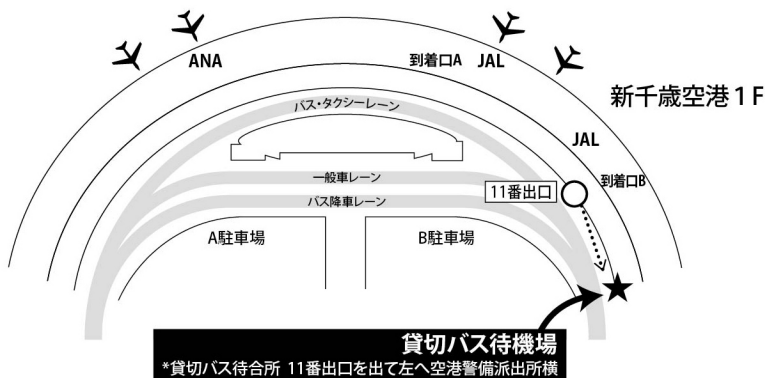 ANA
到着口A JAL
新千歳空港1F
バス・タクシーレーン
JAL
一般車レーン
到着口B
11番出口
バス降車レーン
A駐車場
B駐車場
貸切バス待機場
*貸切バス待合所 11番出口を出て左へ空港警備派出所横